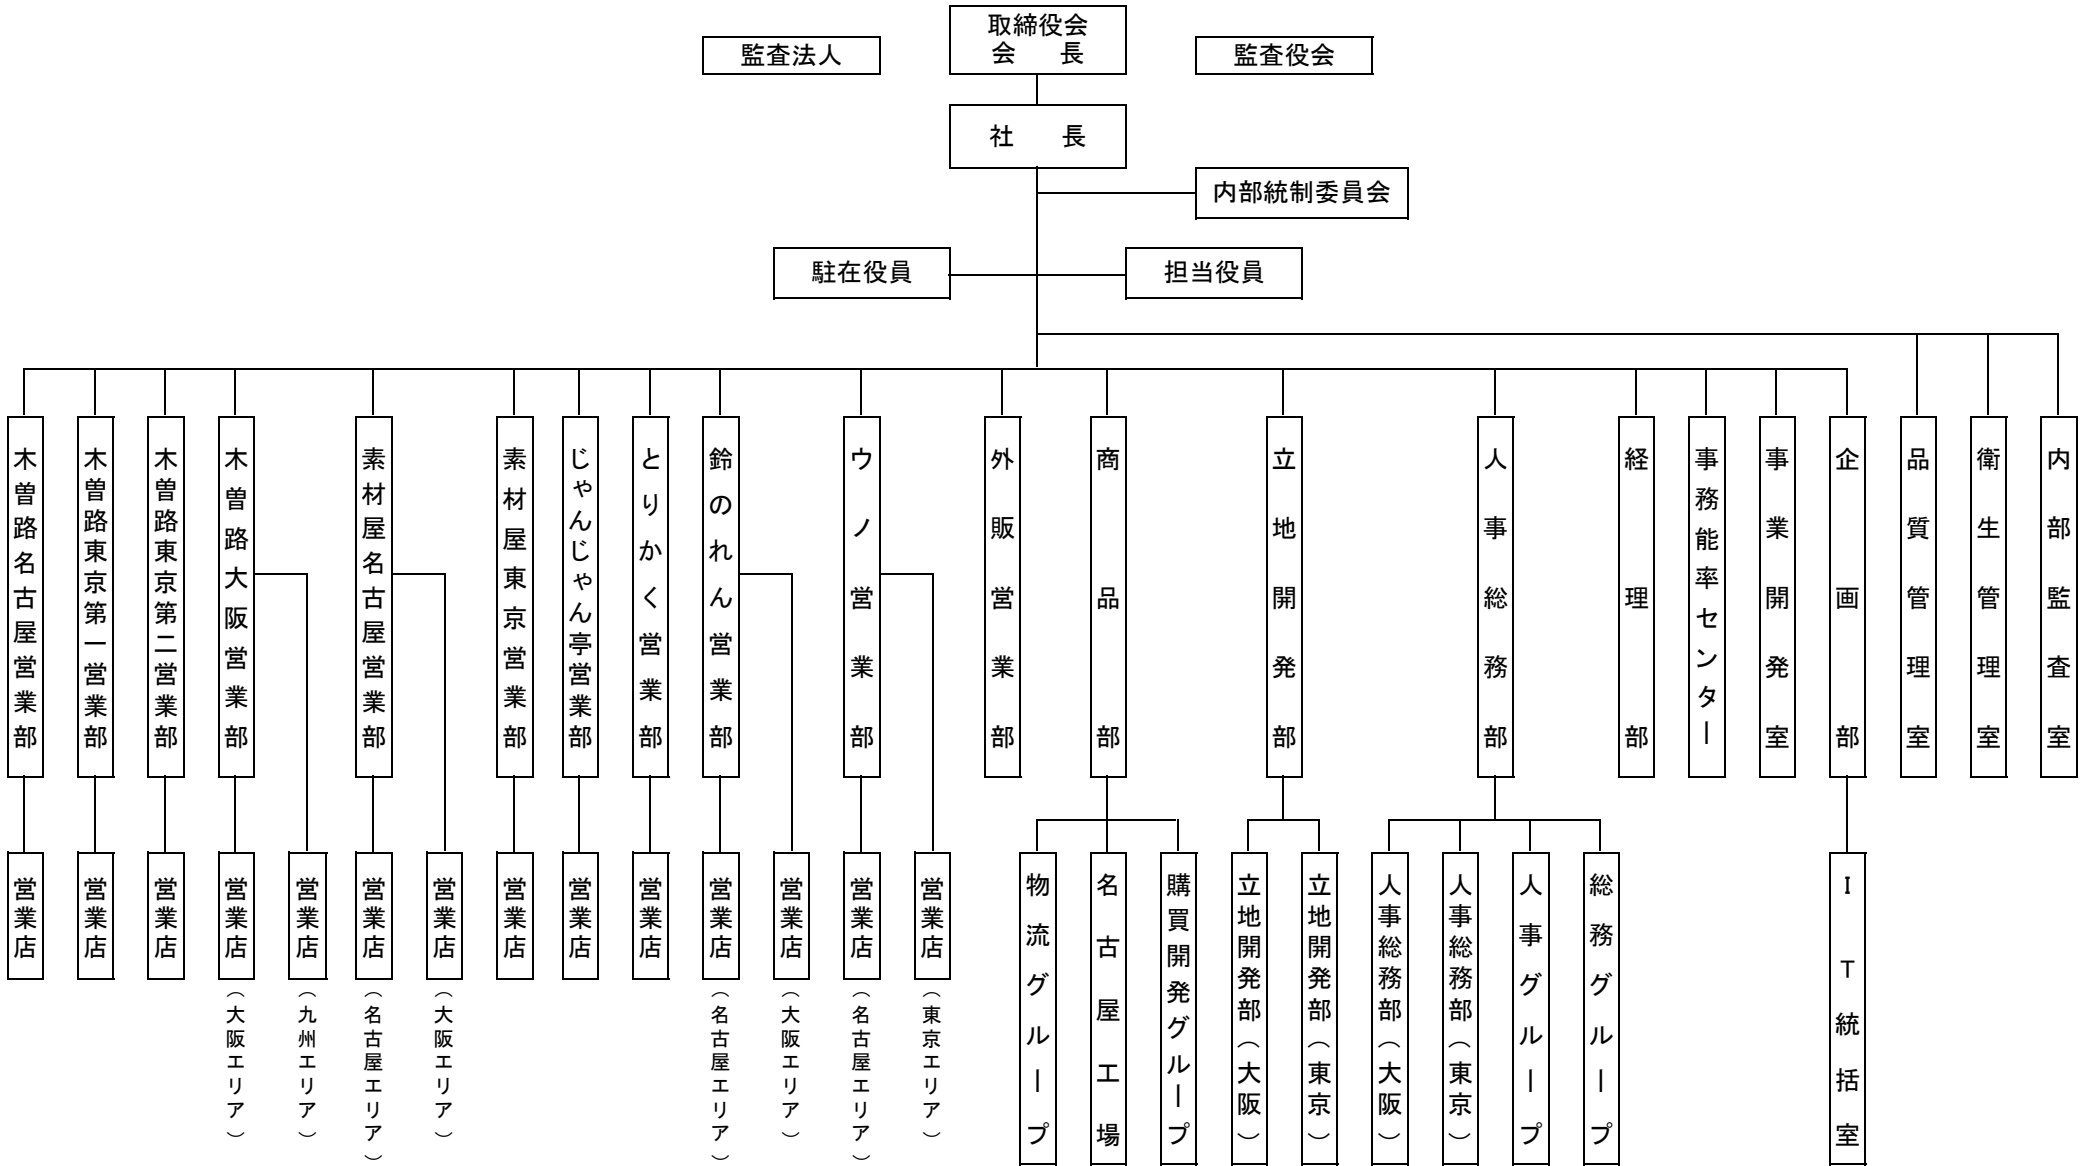 取締役会
会　長
監査法人
監査役会
社　長
内部統制委員会
駐在役員
担当役員
木曽路名古屋営業部
木曽路東京第一営業部
木曽路東京第二営業部
木曽路大阪営業部
素材屋名古屋営業部
素材屋東京営業部
じゃんじゃん亭営業部
とりかく営業部
鈴のれん営業部
ウノ営業部
外販営業部
商品部
立地開発部
人事総務部
経理部
事務能率センター
事業開発室
企画部
品質管理室
衛生管理室
内部監査室
営業店
営業店
営業店
営業店
（大阪エリア）
営業店
（九州エリア）
営業店
（名古屋エリア）
営業店
（大阪エリア）
営業店
営業店
営業店
営業店
（名古屋エリア）
営業店
（大阪エリア）
営業店
（名古屋エリア）
営業店
（東京エリア）
物流グループ
名古屋工場
購買開発グループ
立地開発部（大阪）
立地開発部（東京）
人事総務部（大阪）
人事総務部（東京）
人事グループ
総務グループ
ＩＴ統括室